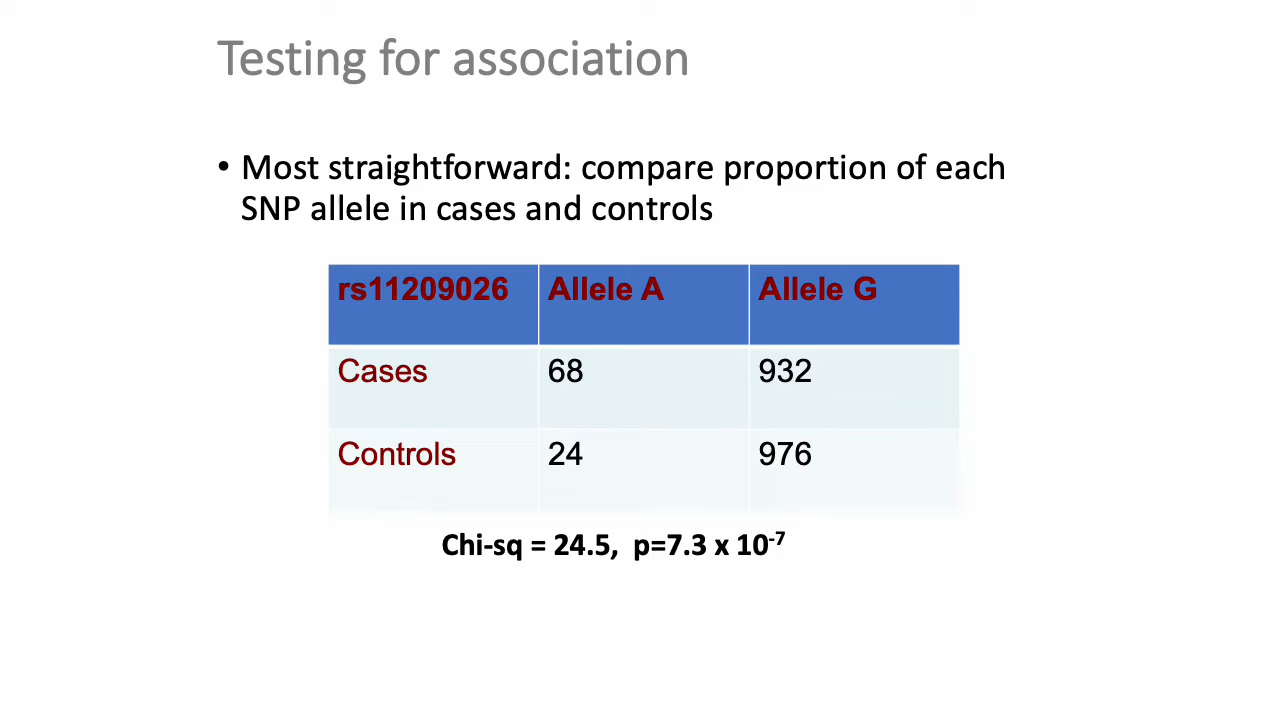 Testing for association
• Most straightforward: compare proportion of each
SNP allele in cases and controls
rs11209026 Allele A Allele G
Cases 68 932
Controls 24 976
Chi-sq = 24.5, p=7.3 x 10⁻⁷